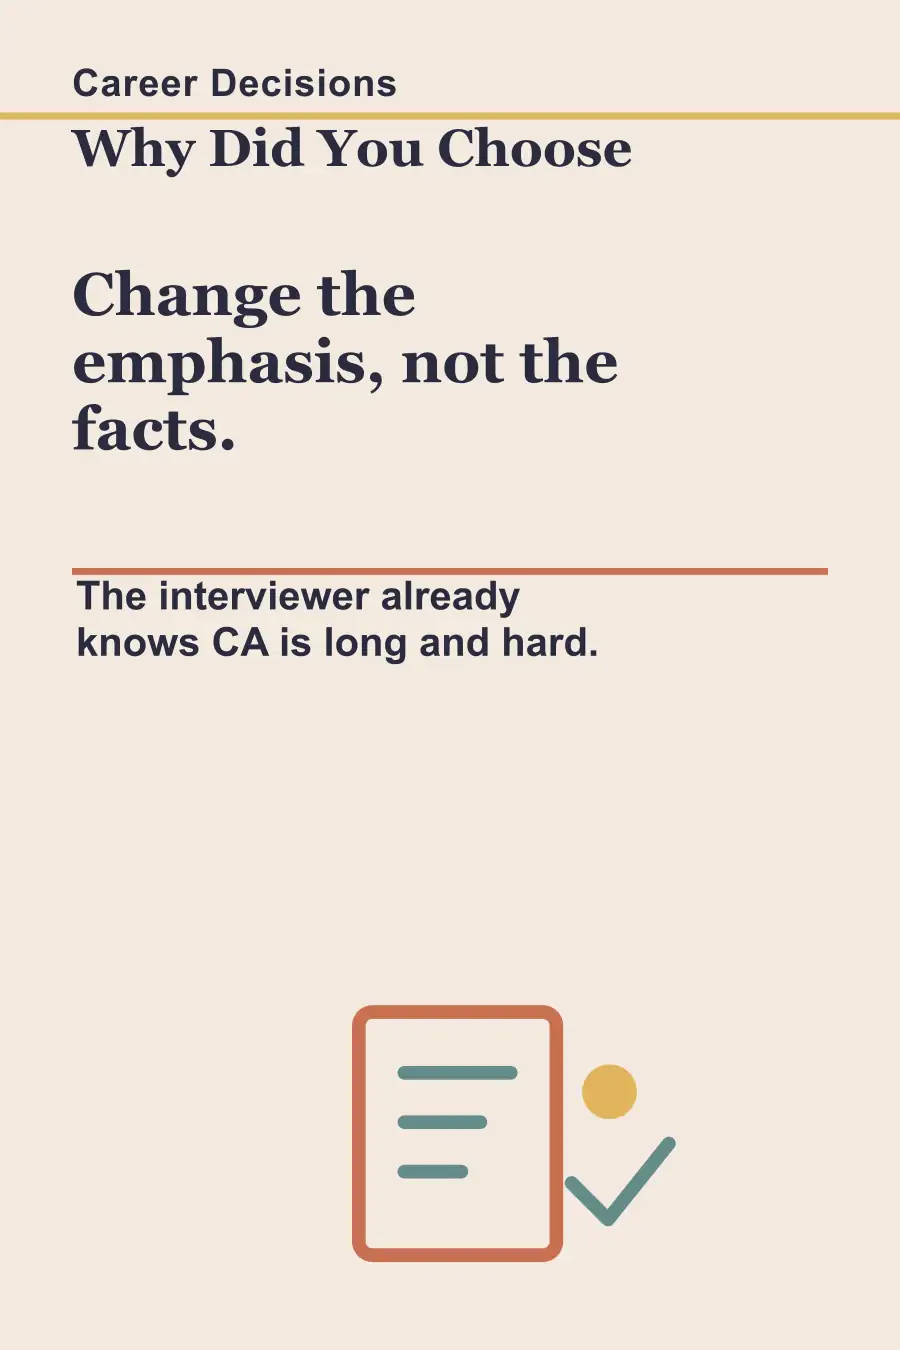 Career Decisions
Why Did You Choose
Change the
emphasis, not the
facts.
The interviewer already
knows CA is long and hard.